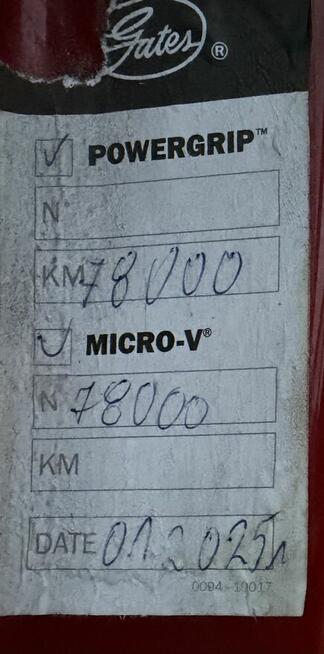 Gates®
✓ POWERGRIP™
N
KM 78000
✓ MICRO-V®
N 78000
KM
DATE 01.2025
0094-10017